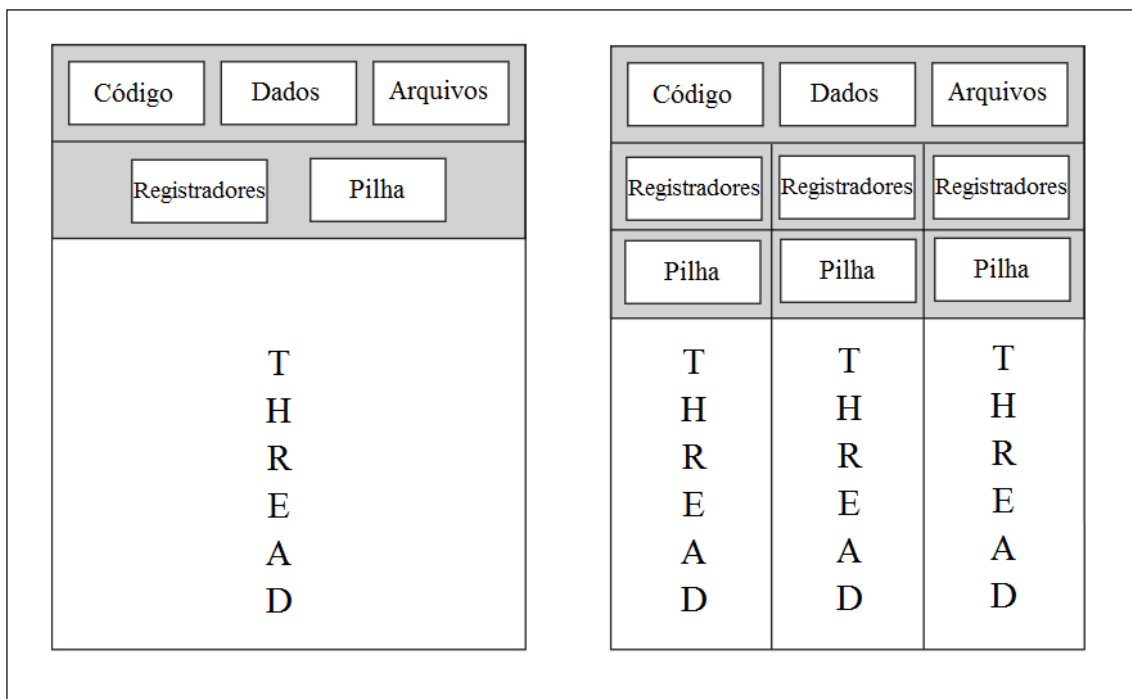 Código Dados Arquivos
Registradores Pilha
T
H
R
E
A
D
Código Dados Arquivos
Registradores Registradores Registradores
Pilha Pilha Pilha
T T T
H H H
R R R
E E E
A A A
D D D